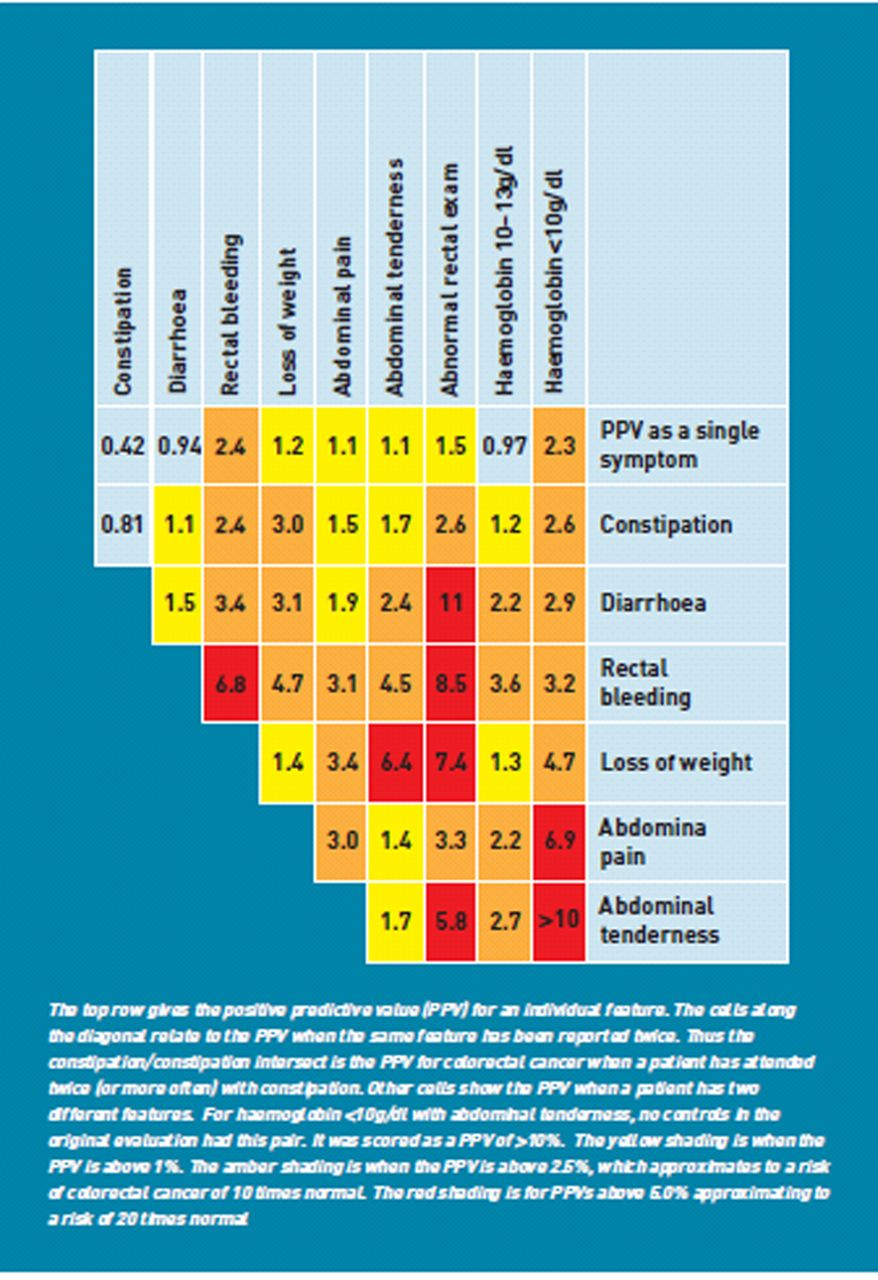 Constipation
Diarrhoea
Rectal bleeding
Loss of weight
Abdominal pain
Abdominal tenderness
Abnormal rectal exam
Haemoglobin 10–13g/dl
Haemoglobin <10g/dl
0.42 0.94 2.4 1.2 1.1 1.1 1.5 0.97 2.3 PPV as a single
symptom
0.81 1.1 2.4 3.0 1.5 1.7 2.6 1.2 2.6 Constipation
1.5 3.4 3.1 1.9 2.4 11 2.2 2.9 Diarrhoea
6.8 4.7 3.1 4.5 8.5 3.6 3.2 Rectal
bleeding
1.4 3.4 6.4 7.4 1.3 4.7 Loss of weight
3.0 1.4 3.3 2.2 6.9 Abdomina
pain
1.7 5.8 2.7 >10 Abdominal
tenderness
The top row gives the positive predictive value (PPV) for an individual feature. The cells along
the diagonal relate to the PPV when the same feature has been reported twice. Thus the
constipation/constipation intersect is the PPV for colorectal cancer when a patient has attended
twice (or more often) with constipation. Other cells show the PPV when a patient has two
different features. For haemoglobin <10g/dl with abdominal tenderness, no controls in the
original evaluation had this pair. It was scored as a PPV of >10%. The yellow shading is when the
PPV is above 1%. The amber shading is when the PPV is above 2.5%, which approximates to a risk
of colorectal cancer of 10 times normal. The red shading is for PPVs above 5.0% approximating to
a risk of 20 times normal